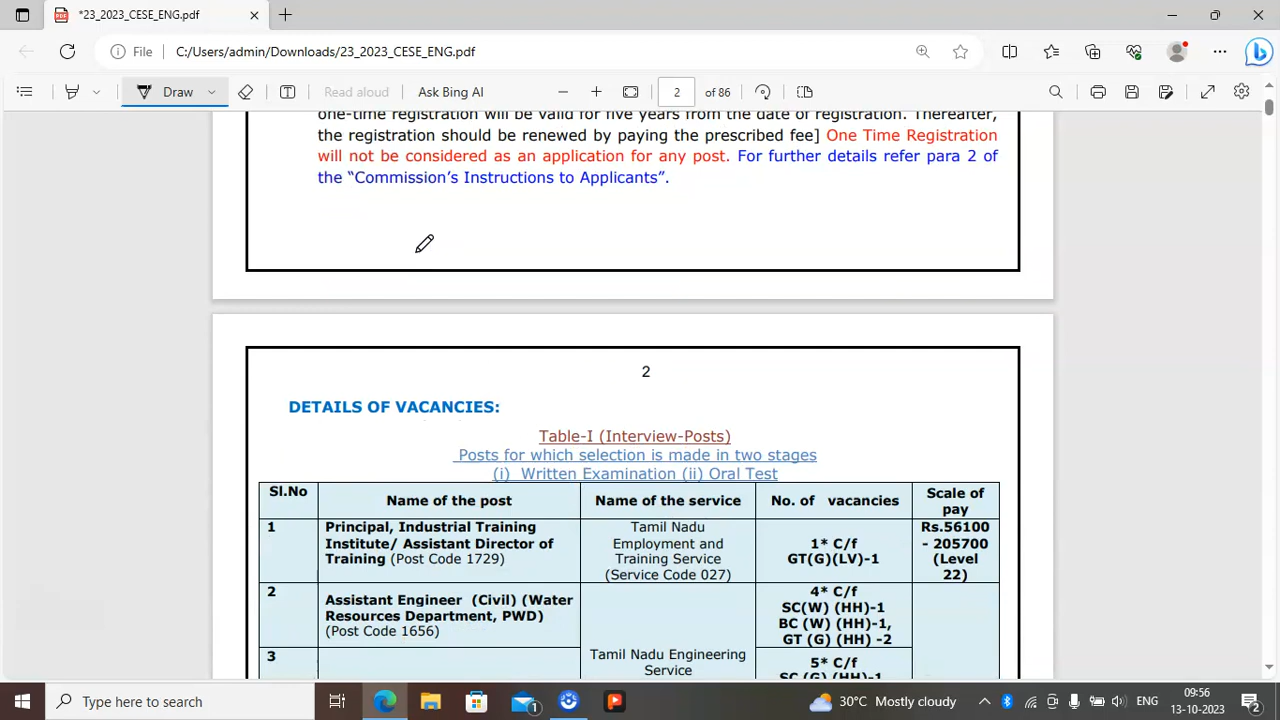 *23_2023_CESE_ENG.pdf
File
C:/Users/admin/Downloads/23_2023_CESE_ENG.pdf
Draw
Read aloud
Ask Bing AI
2
of 86
one-time registration will be valid for five years from the date of registration. Thereafter,
the registration should be renewed by paying the prescribed fee] One Time Registration
will not be considered as an application for any post. For further details refer para 2 of
the “Commission’s Instructions to Applicants”.
2
DETAILS OF VACANCIES:
Table-I (Interview-Posts)
Posts for which selection is made in two stages
(i) Written Examination (ii) Oral Test
Sl.No
Name of the post
Name of the service
No. of vacancies
Scale of
pay
1
Principal, Industrial Training
Institute/ Assistant Director of
Training (Post Code 1729)
Tamil Nadu
Employment and
Training Service
(Service Code 027)
1* C/f
GT(G)(LV)-1
Rs.56100
- 205700
(Level
22)
2
Assistant Engineer (Civil) (Water
Resources Department, PWD)
(Post Code 1656)
4* C/f
SC(W) (HH)-1
BC (W) (HH)-1,
GT (G) (HH) -2
3
Tamil Nadu Engineering
Service
5* C/f
SC (G) (HH)-1
Type here to search
1
30°C Mostly cloudy
ENG
09:56
13-10-2023
2